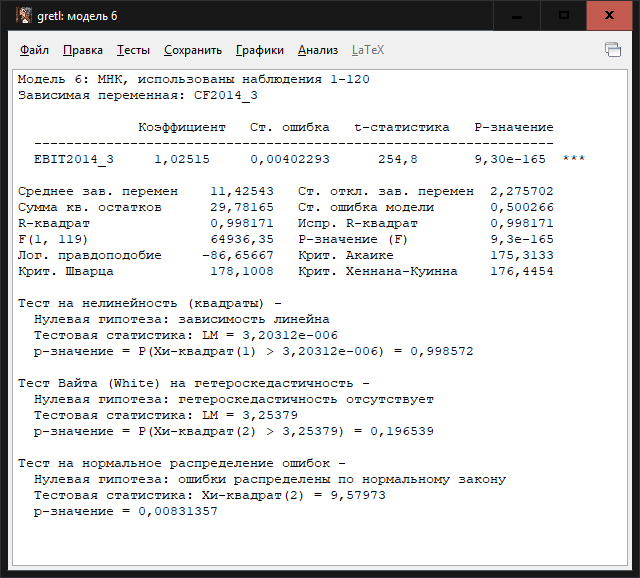 gretl: модель 6
Файл Правка Тесты Сохранить Графики Анализ LaTeX
Модель 6: МНК, использованы наблюдения 1-120
Зависимая переменная: CF2014_3
Коэффициент Ст. ошибка t-статистика P-значение
EBIT2014_3 1,02515 0,00402293 254,8 9,30e-165 ***
Среднее зав. перемен 11,42543 Ст. откл. зав. перемен 2,275702
Сумма кв. остатков 29,78165 Ст. ошибка модели 0,500266
R-квадрат 0,998171 Испр. R-квадрат 0,998171
F(1, 119) 64936,35 Р-значение (F) 9,3e-165
Лог. правдоподобие -86,65667 Крит. Акаике 175,3133
Крит. Шварца 178,1008 Крит. Хеннана-Куинна 176,4454
Тест на нелинейность (квадраты) -
Нулевая гипотеза: зависимость линейна
Тестовая статистика: LM = 3,20312e-006
р-значение = P(Хи-квадрат(1) > 3,20312e-006) = 0,998572
Тест Вайта (White) на гетероскедастичность -
Нулевая гипотеза: гетероскедастичность отсутствует
Тестовая статистика: LM = 3,25379
р-значение = P(Хи-квадрат(2) > 3,25379) = 0,196539
Тест на нормальное распределение ошибок -
Нулевая гипотеза: ошибки распределены по нормальному закону
Тестовая статистика: Хи-квадрат(2) = 9,57973
р-значение = 0,00831357